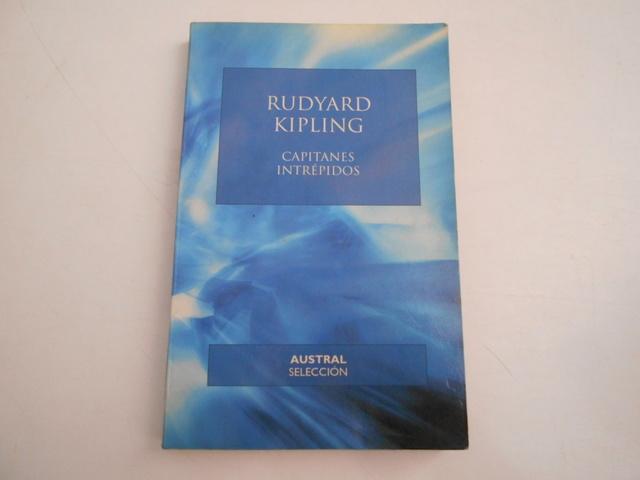 RUDYARD
KIPLING
CAPITANES
INTRÉPIDOS
AUSTRAL
SELECCIÓN